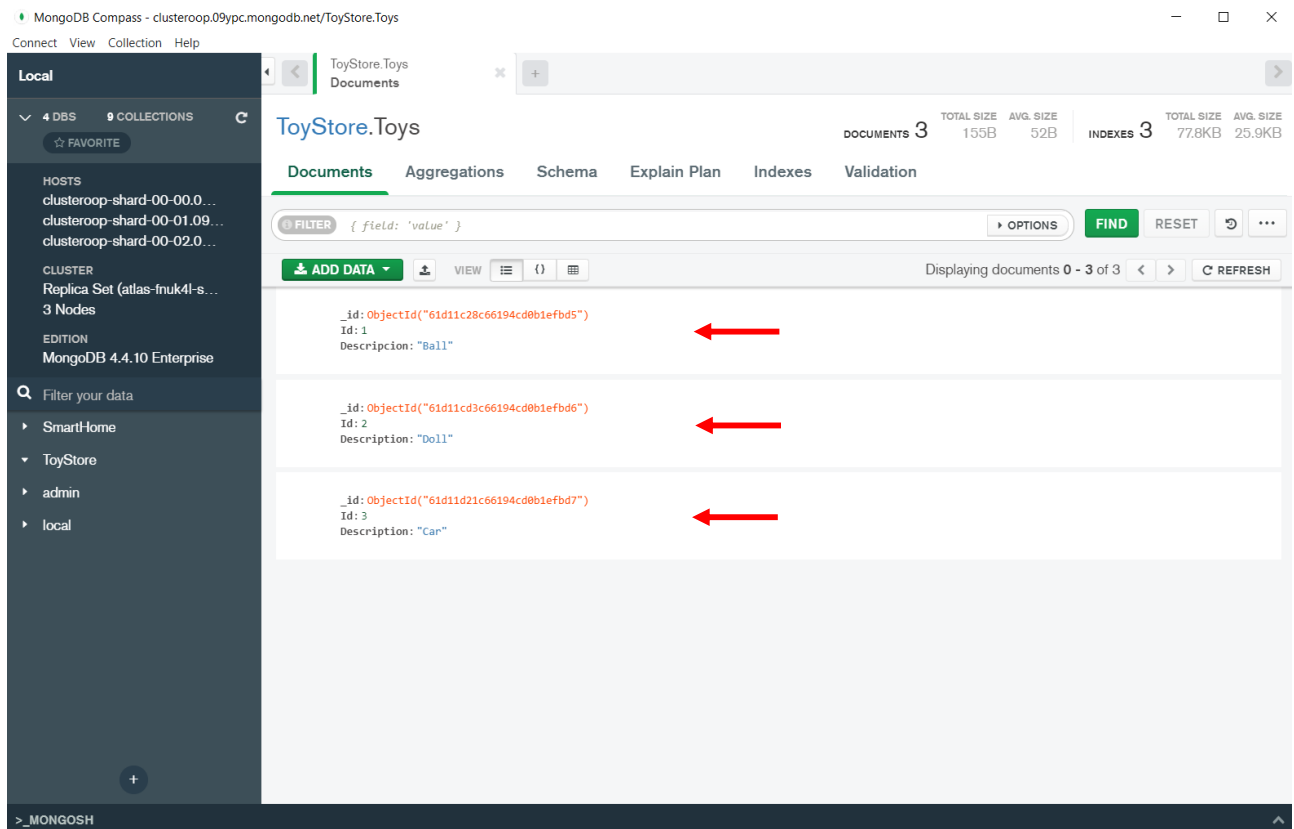 MongoDB Compass - clusteroop.09ypc.mongodb.net/ToyStore.Toys
Connect View Collection Help
Local
4 DBS 9 COLLECTIONS
FAVORITE
HOSTS
clusteroop-shard-00-00.0...
clusteroop-shard-00-01.09...
clusteroop-shard-00-02.0...
CLUSTER
Replica Set (atlas-fnuk4l-s...
3 Nodes
EDITION
MongoDB 4.4.10 Enterprise
Filter your data
SmartHome
ToyStore
admin
local
ToyStore.Toys
Documents
ToyStore.Toys
DOCUMENTS 3
TOTAL SIZE AVG. SIZE
155B 52B
INDEXES 3
TOTAL SIZE AVG. SIZE
77.8KB 25.9KB
Documents Aggregations Schema Explain Plan Indexes Validation
FILTER { field: 'value' } OPTIONS FIND RESET
ADD DATA VIEW {} Displaying documents 0 - 3 of 3 REFRESH
_id: ObjectId("61d11c28c66194cd0b1efbd5")
Id: 1
Descripcion: "Ball"
_id: ObjectId("61d11cd3c66194cd0b1efbd6")
Id: 2
Description: "Doll"
_id: ObjectId("61d11d21c66194cd0b1efbd7")
Id: 3
Description: "Car"
>_MONGOSH